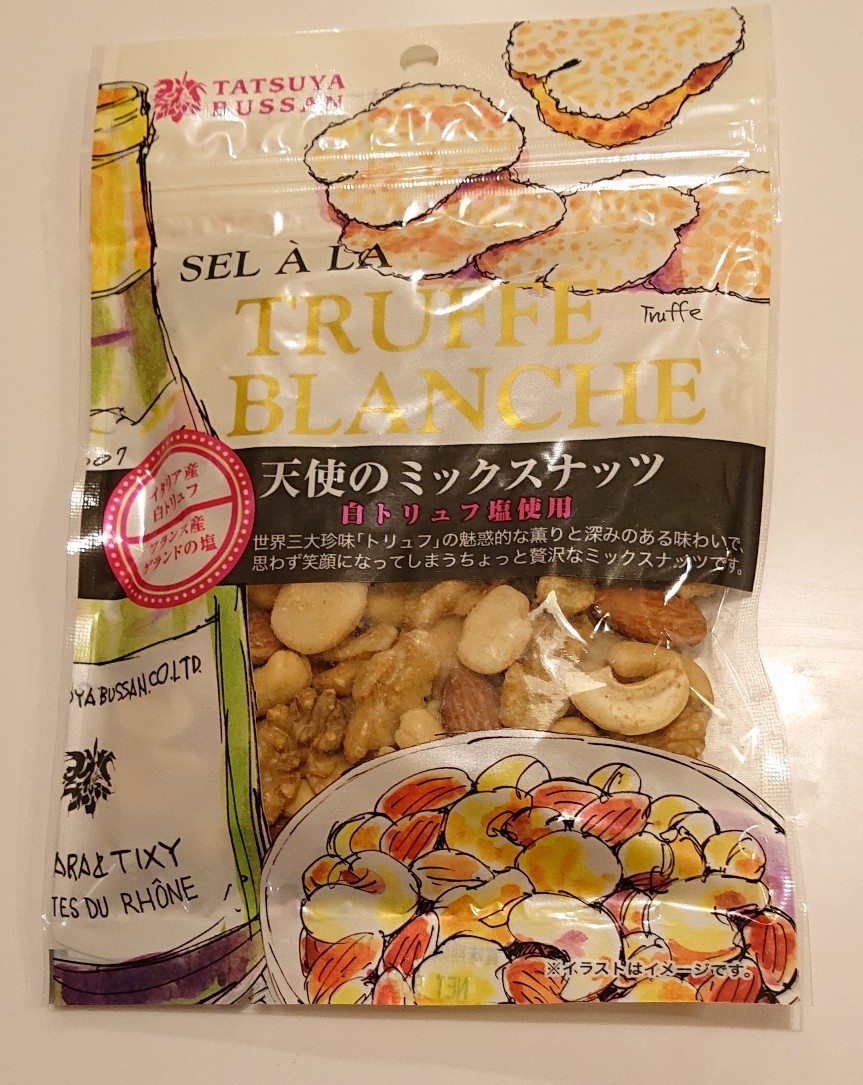 TATSUYA
BUSSAN
SEL À LA
TRUFFE
BLANCHE
Truffe
天使のミックスナッツ
白トリュフ塩使用
世界三大珍味「トリュフ」の魅惑的な薫りと深みのある味わいで、
思わず笑顔になってしまうちょっと贅沢なミックスナッツです。
イタリア産
白トリュフ
フランス産
ゲランドの塩
007
YA BUSSAN.CO.LTD.
ARA & TIXY
TES DU RHÔNE
※イラストはイメージです。